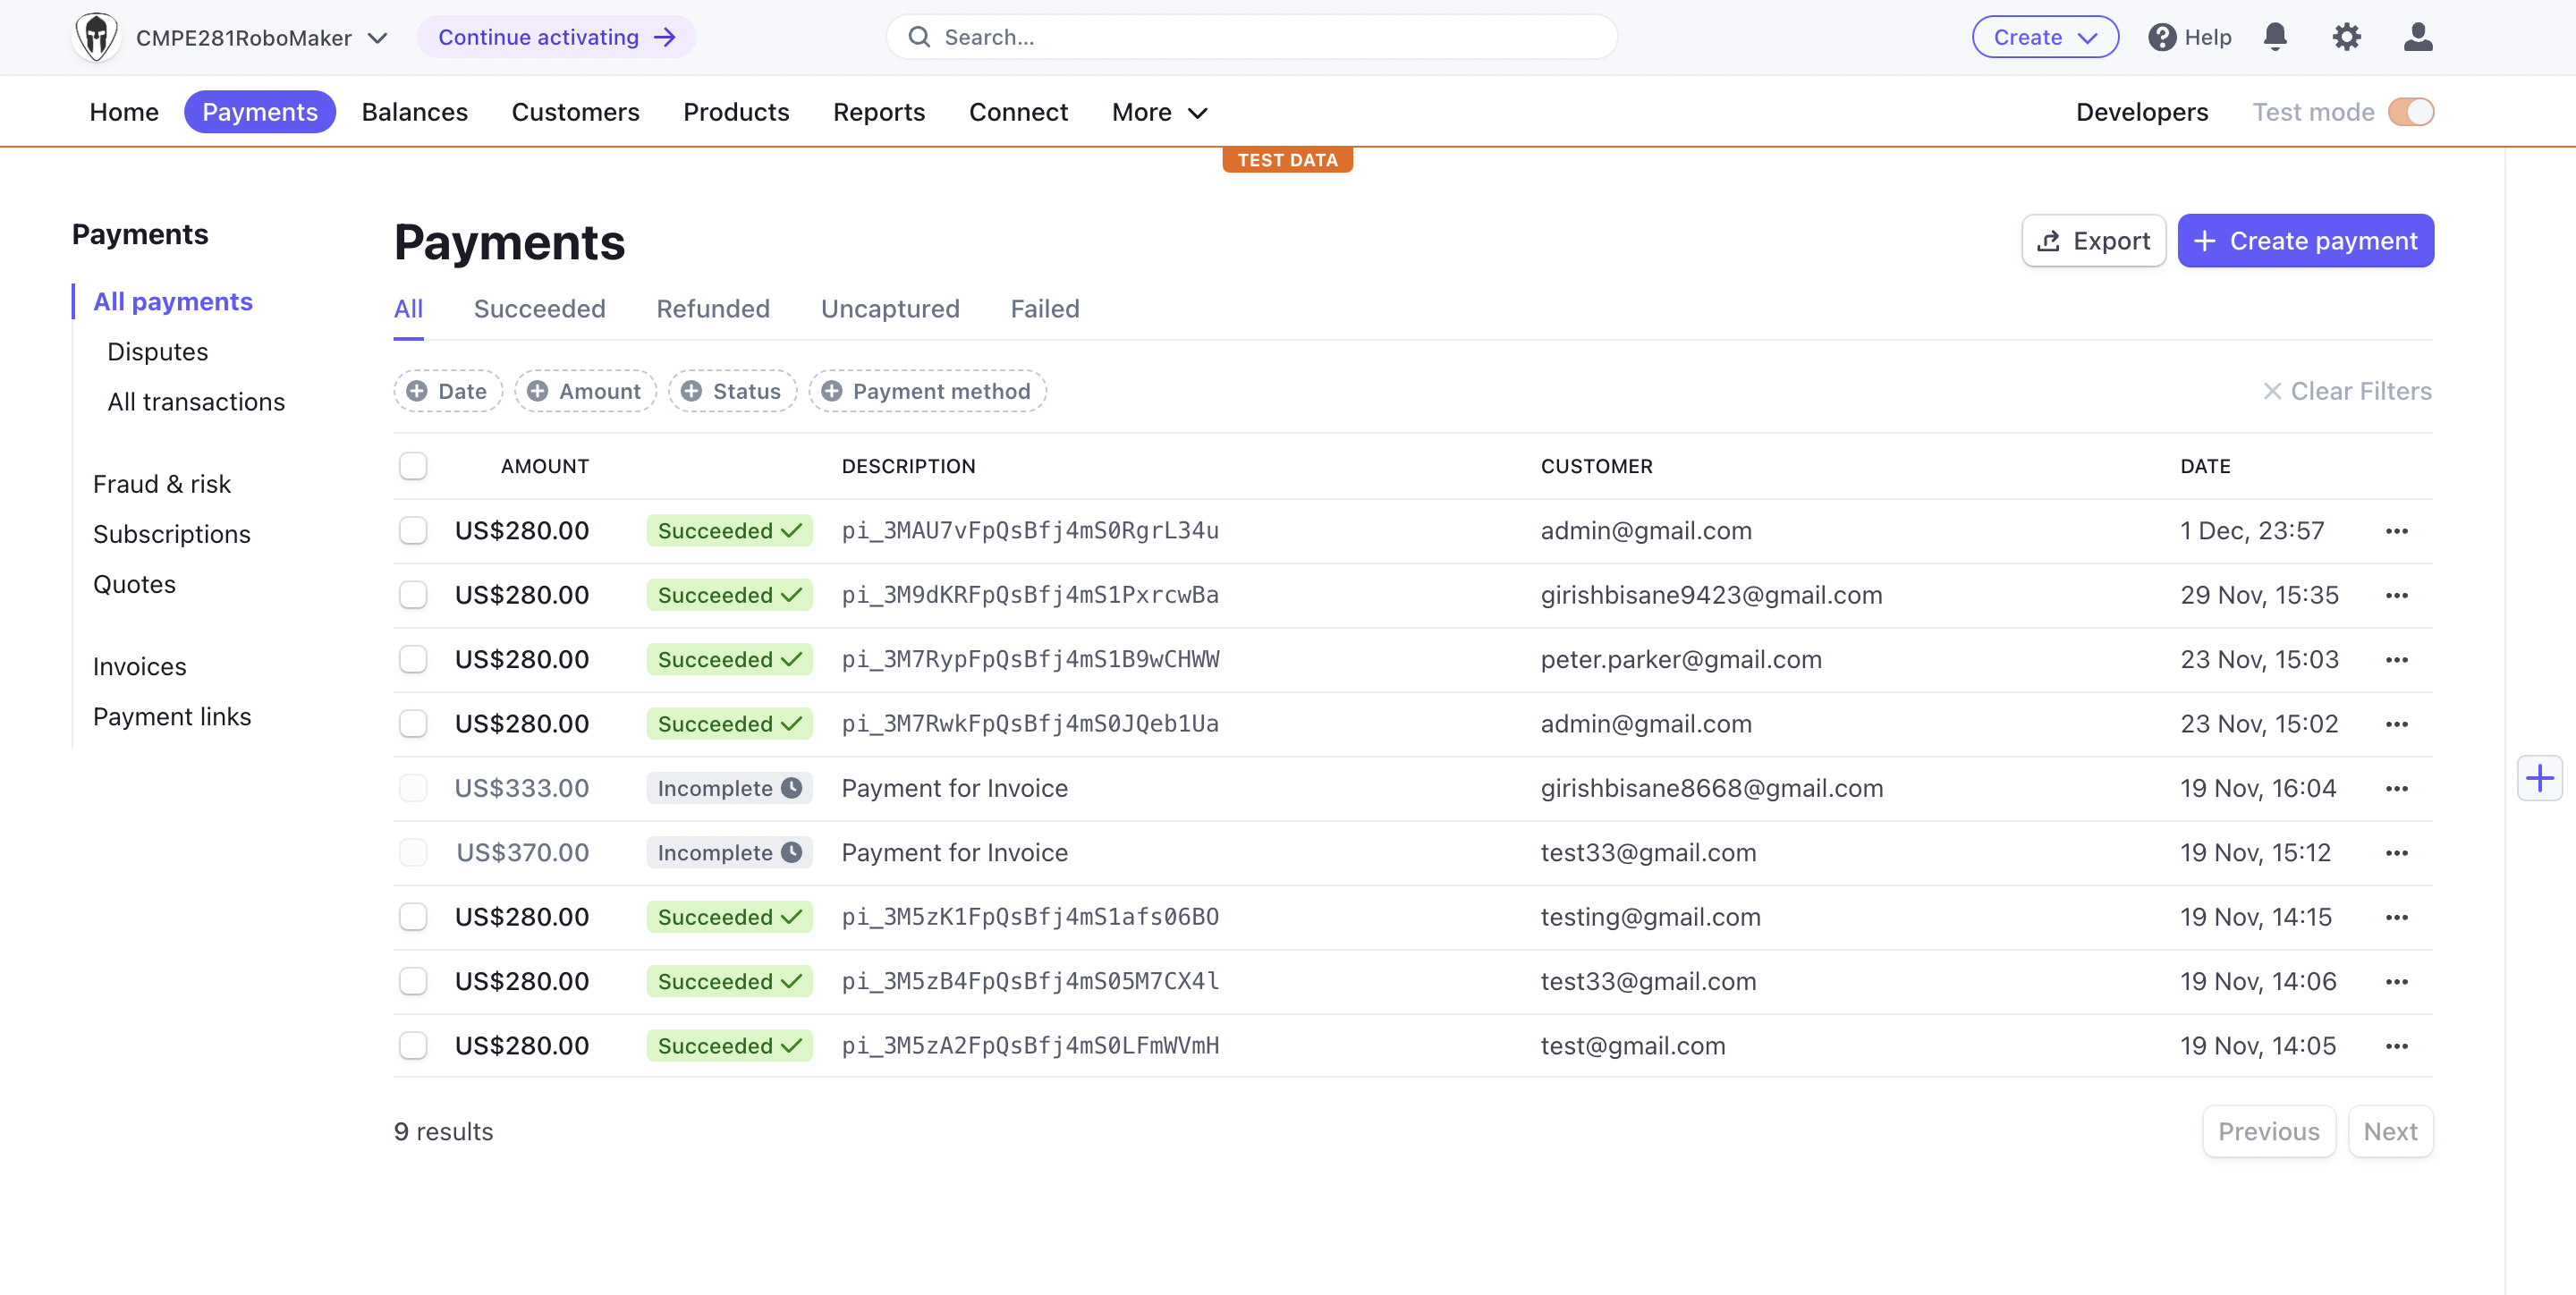 CMPE281RoboMaker Continue activating Search... Create Help
Home Payments Balances Customers Products Reports Connect More Developers Test mode
TEST DATA
Payments
All payments
Disputes
All transactions
Fraud & risk
Subscriptions
Quotes
Invoices
Payment links
Payments Export Create payment
All Succeeded Refunded Uncaptured Failed
Date Amount Status Payment method Clear Filters
AMOUNT DESCRIPTION CUSTOMER DATE
US$280.00 Succeeded pi_3MAU7vFpQsBfj4mS0RgrL34u admin@gmail.com 1 Dec, 23:57
US$280.00 Succeeded pi_3M9dKRFpQsBfj4mS1PxrcwBa girishbisane9423@gmail.com 29 Nov, 15:35
US$280.00 Succeeded pi_3M7RypFpQsBfj4mS1B9wCHWW peter.parker@gmail.com 23 Nov, 15:03
US$280.00 Succeeded pi_3M7RwkFpQsBfj4mS0JQeb1Ua admin@gmail.com 23 Nov, 15:02
US$333.00 Incomplete Payment for Invoice girishbisane8668@gmail.com 19 Nov, 16:04
US$370.00 Incomplete Payment for Invoice test33@gmail.com 19 Nov, 15:12
US$280.00 Succeeded pi_3M5zK1FpQsBfj4mS1afs06BO testing@gmail.com 19 Nov, 14:15
US$280.00 Succeeded pi_3M5zB4FpQsBfj4mS05M7CX4l test33@gmail.com 19 Nov, 14:06
US$280.00 Succeeded pi_3M5zA2FpQsBfj4mS0LFmWVmH test@gmail.com 19 Nov, 14:05
9 results Previous Next